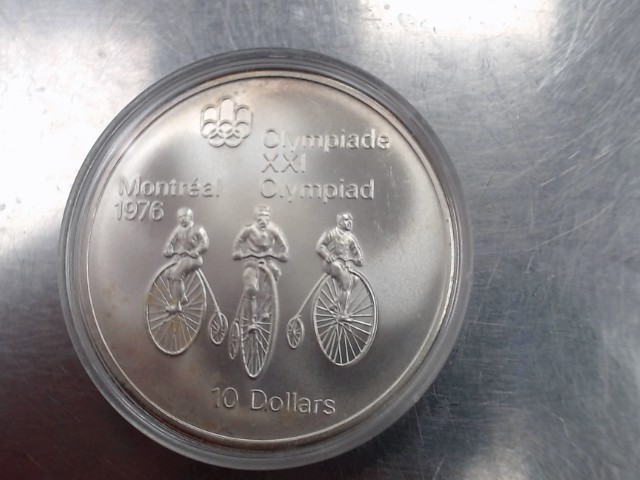 Olympiade
XXI
Olympiad
Montréal
1976
10 Dollars